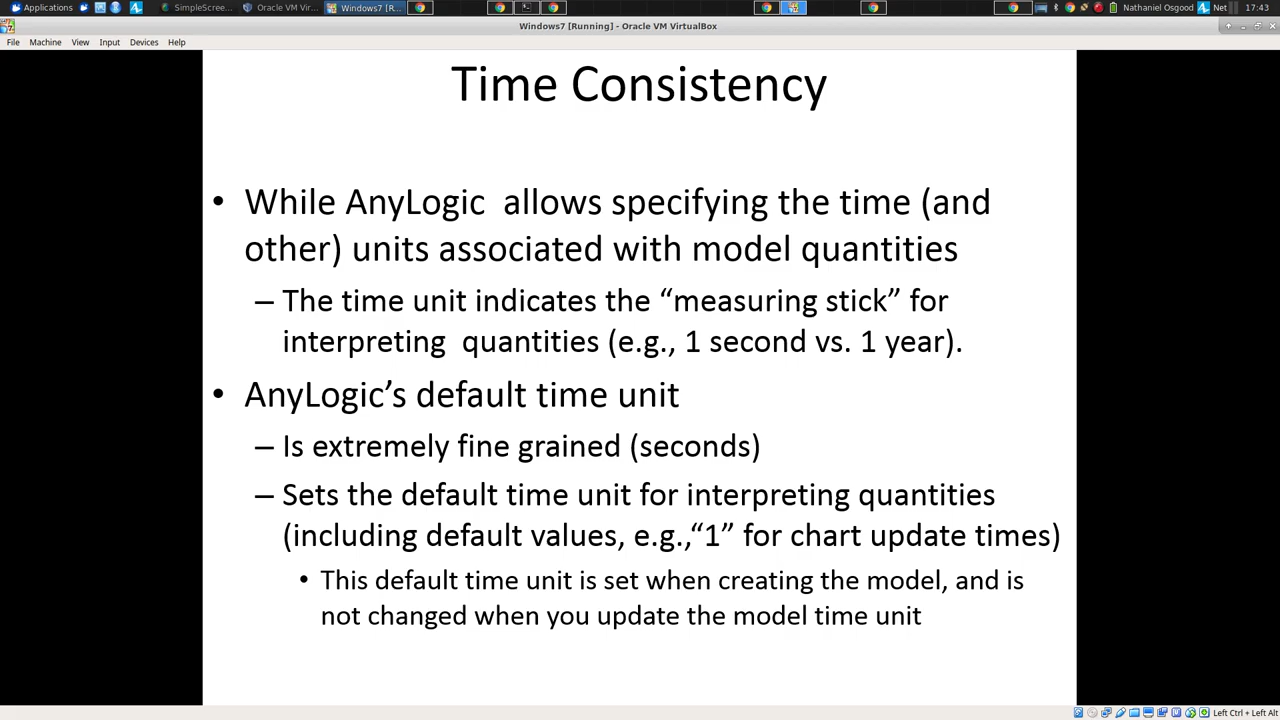 Applications SimpleScree... Oracle VM Vir... Windows7 [R... Nathaniel Osgood Net 17:43
Windows7 [Running] - Oracle VM VirtualBox
File Machine View Input Devices Help
Time Consistency
• While AnyLogic allows specifying the time (and
other) units associated with model quantities
– The time unit indicates the “measuring stick” for
interpreting quantities (e.g., 1 second vs. 1 year).
• AnyLogic’s default time unit
– Is extremely fine grained (seconds)
– Sets the default time unit for interpreting quantities
(including default values, e.g.,“1” for chart update times)
• This default time unit is set when creating the model, and is
not changed when you update the model time unit
Left Ctrl + Left Alt